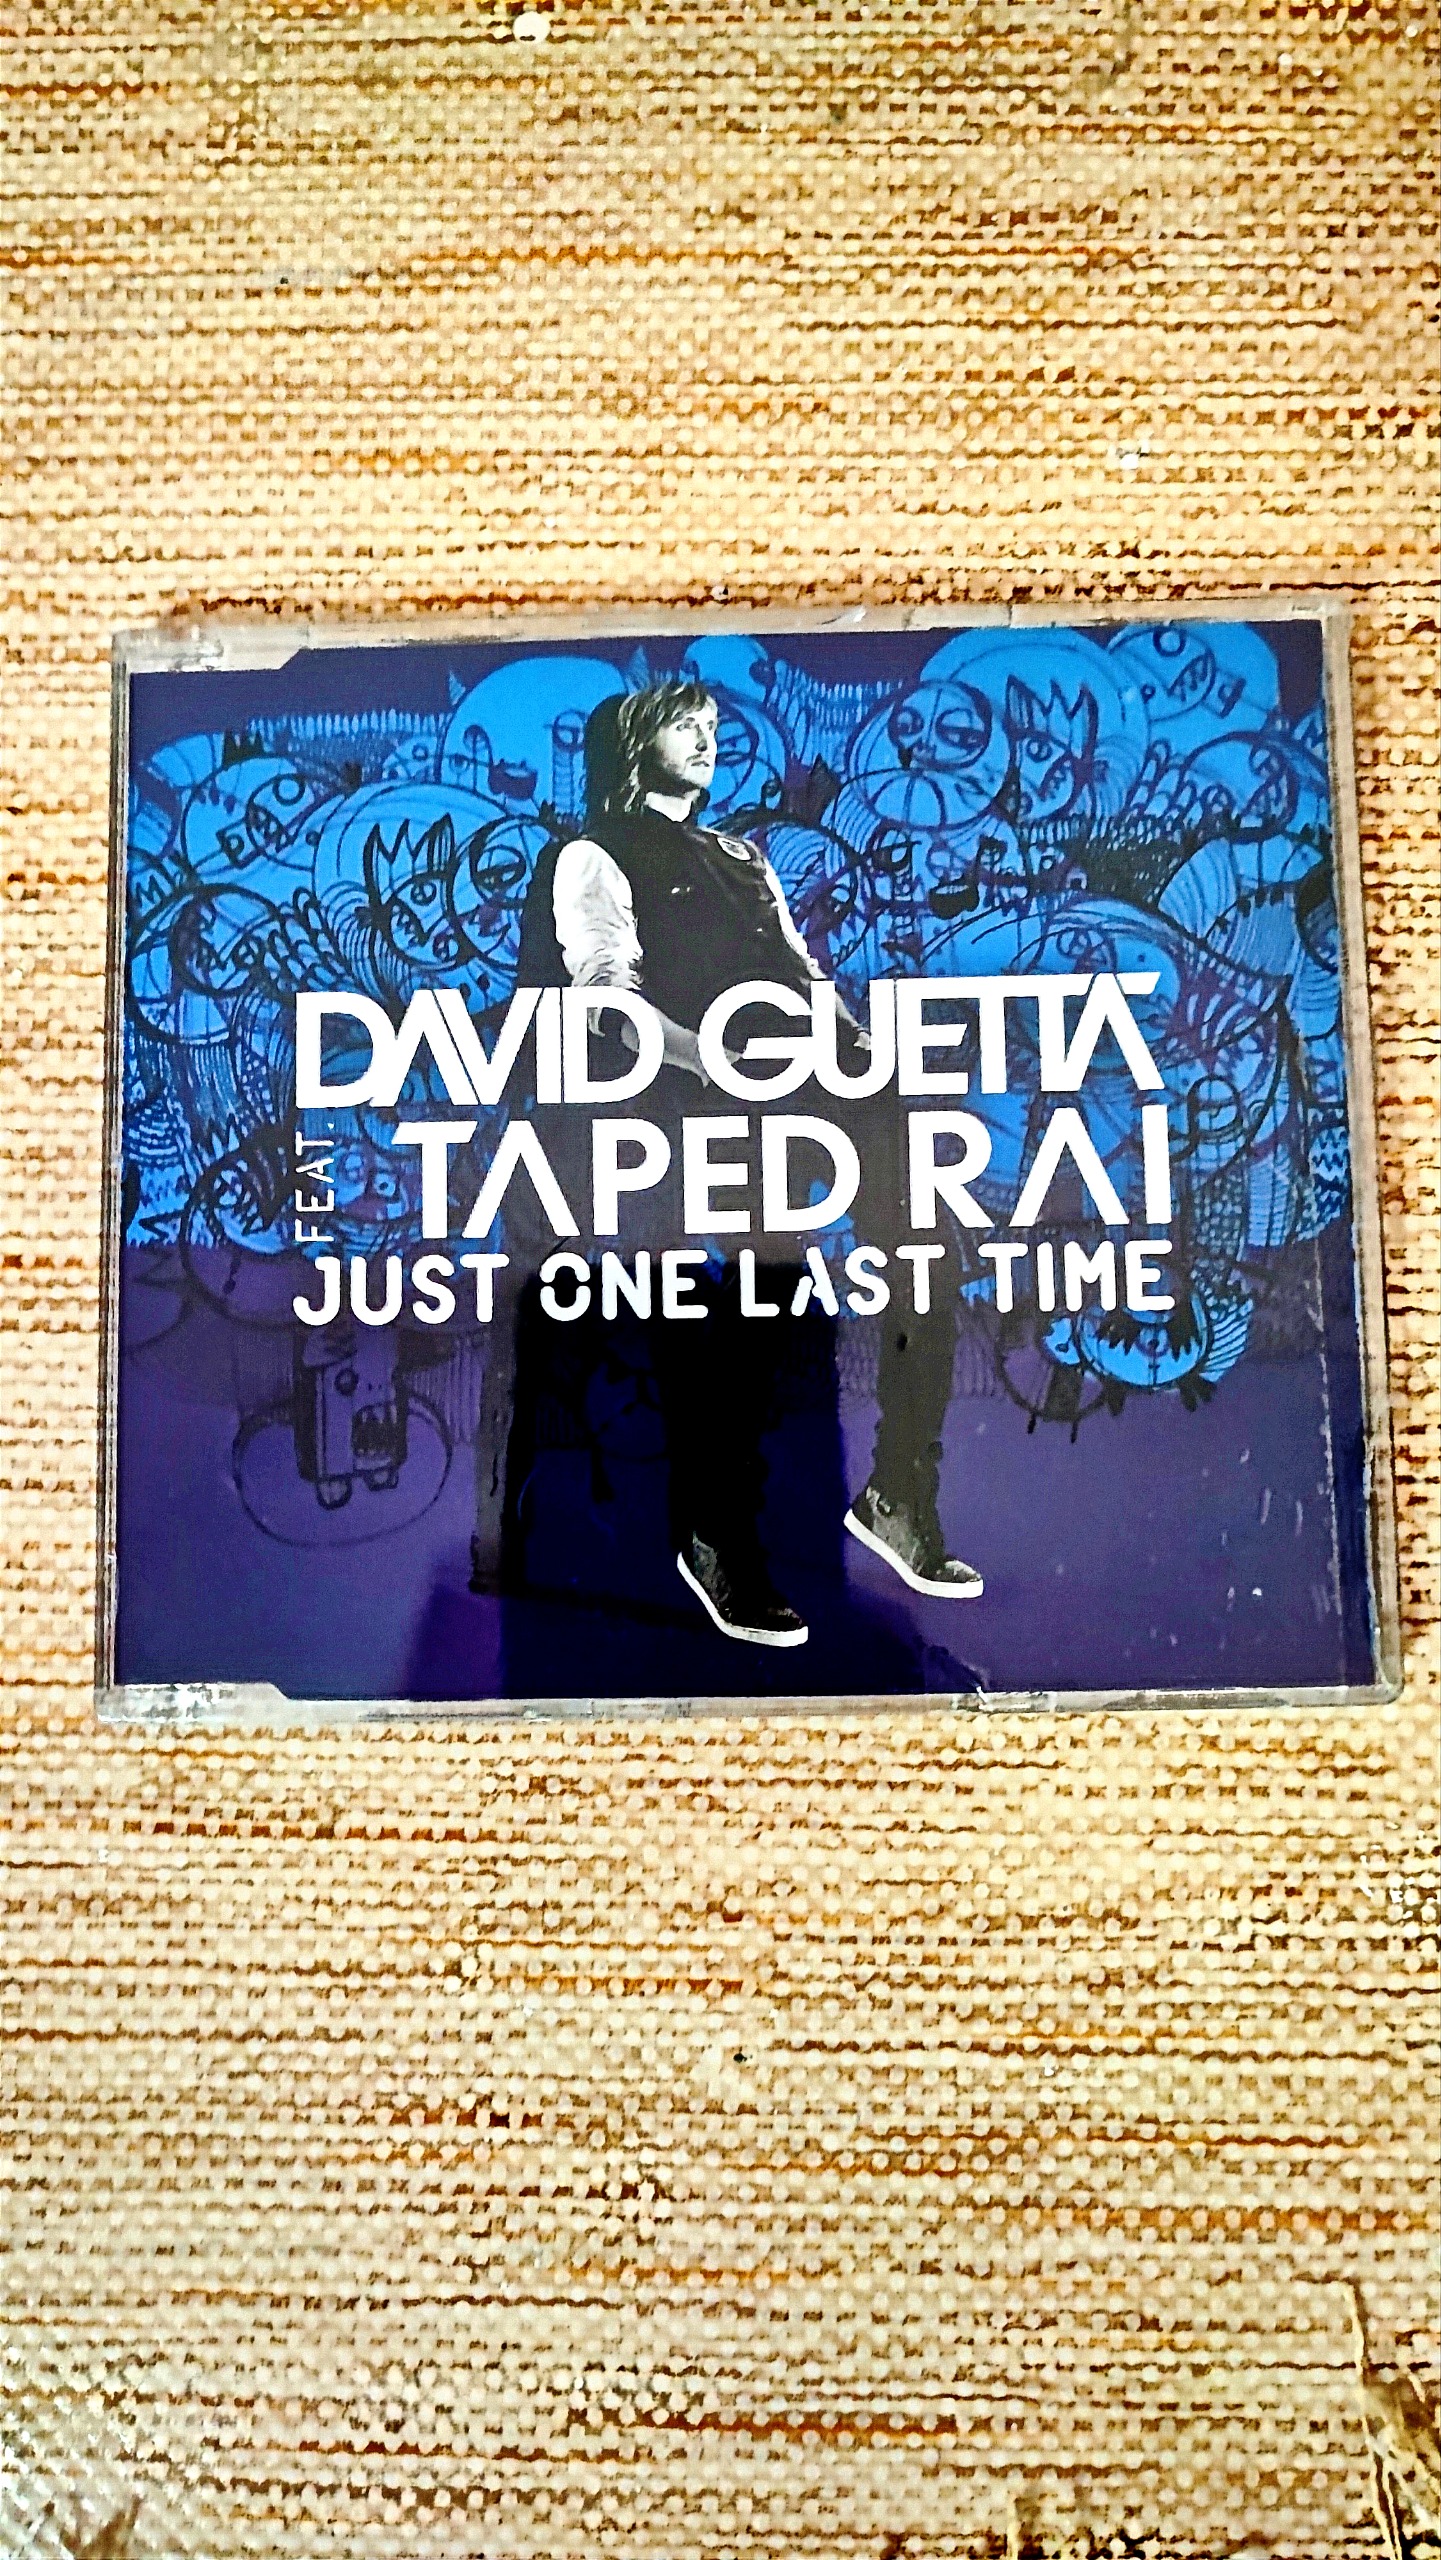 DAVID GUETTA
FEAT. TAPED RAI
JUST ONE LAST TIME